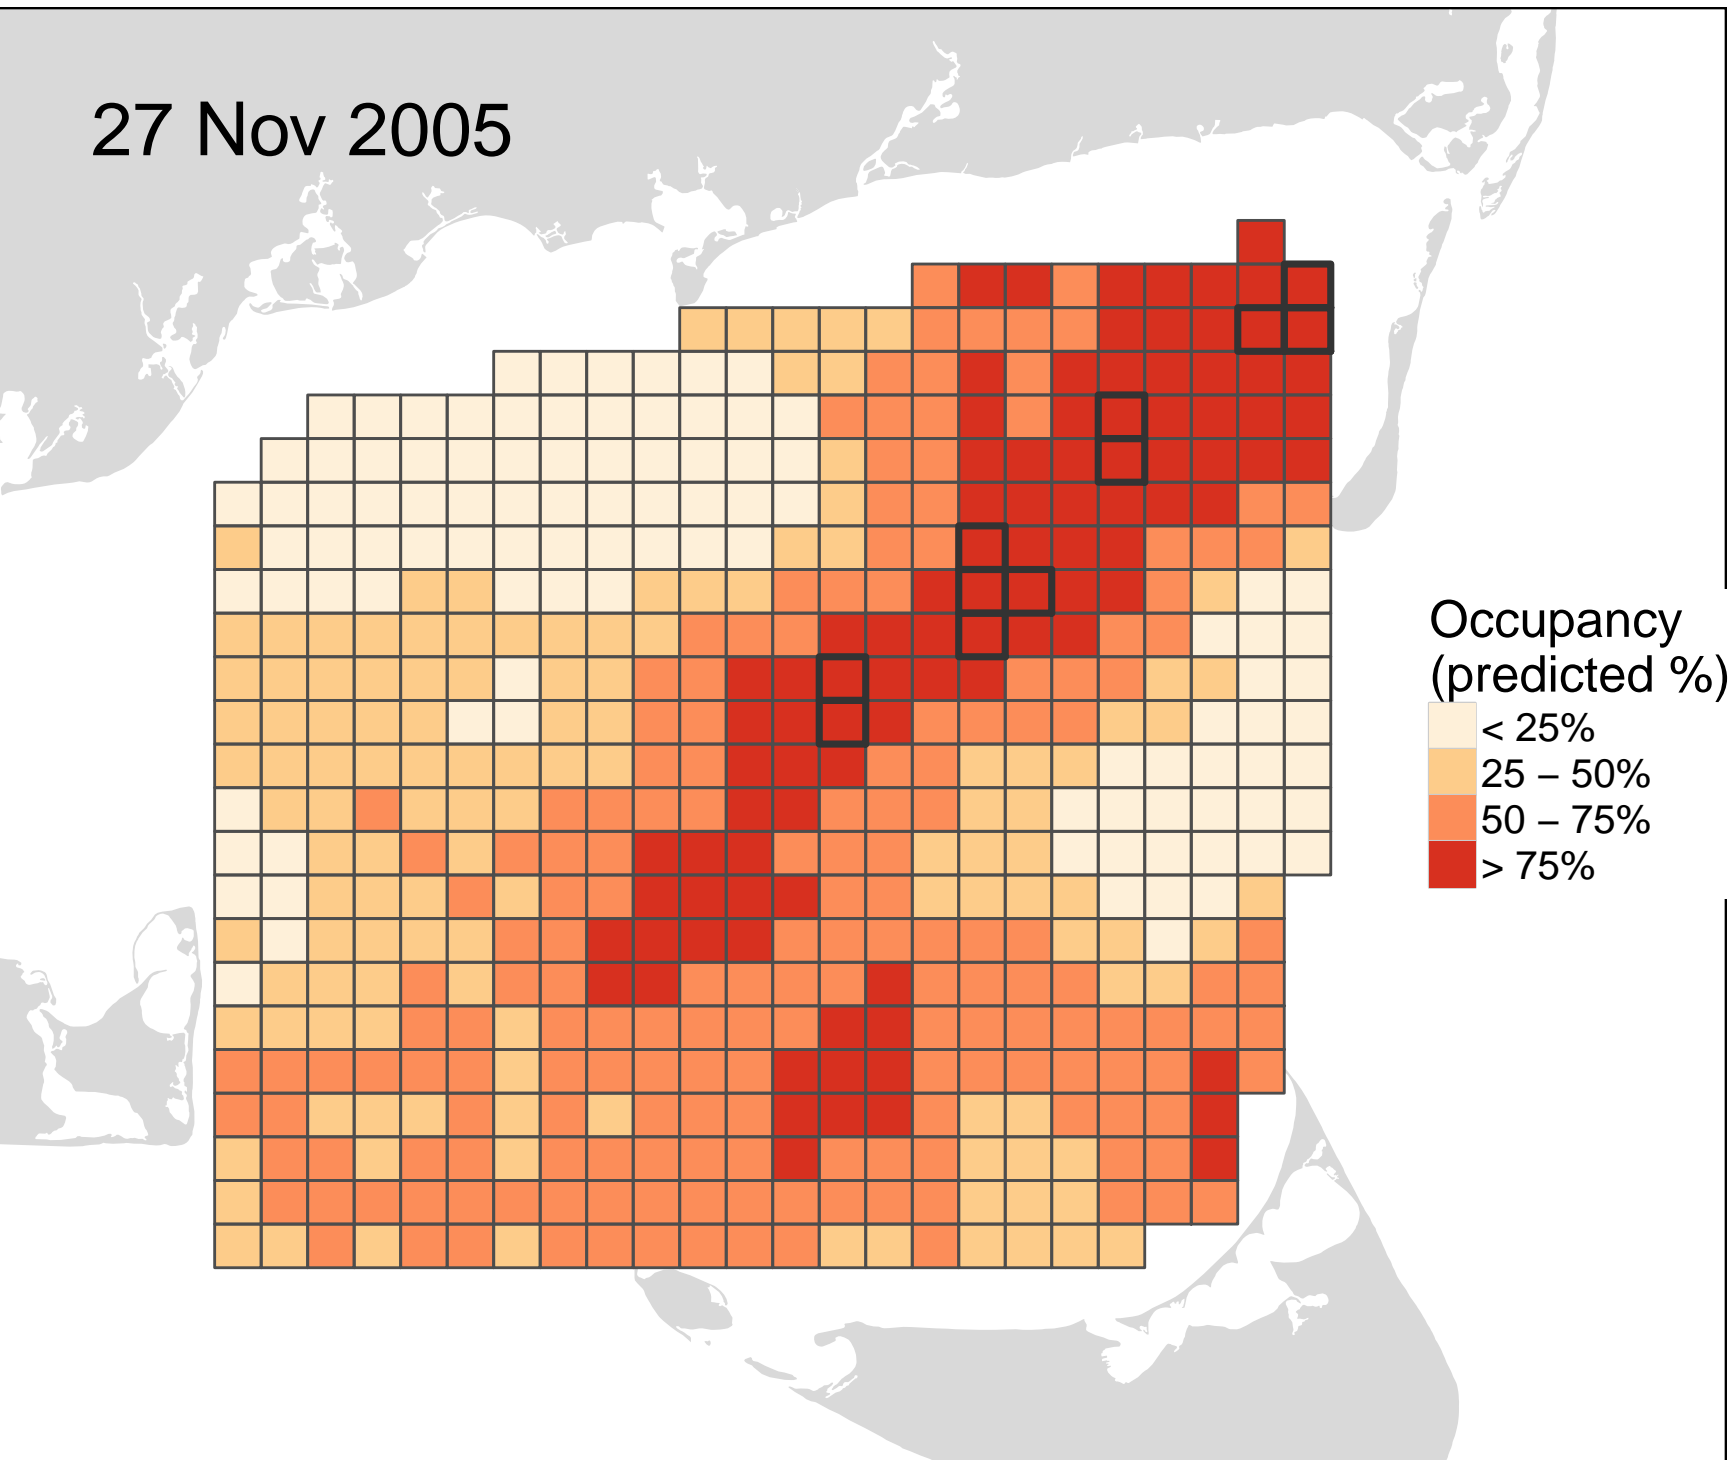 27 Nov 2005
Occupancy
(predicted %)
< 25%
25 – 50%
50 – 75%
> 75%